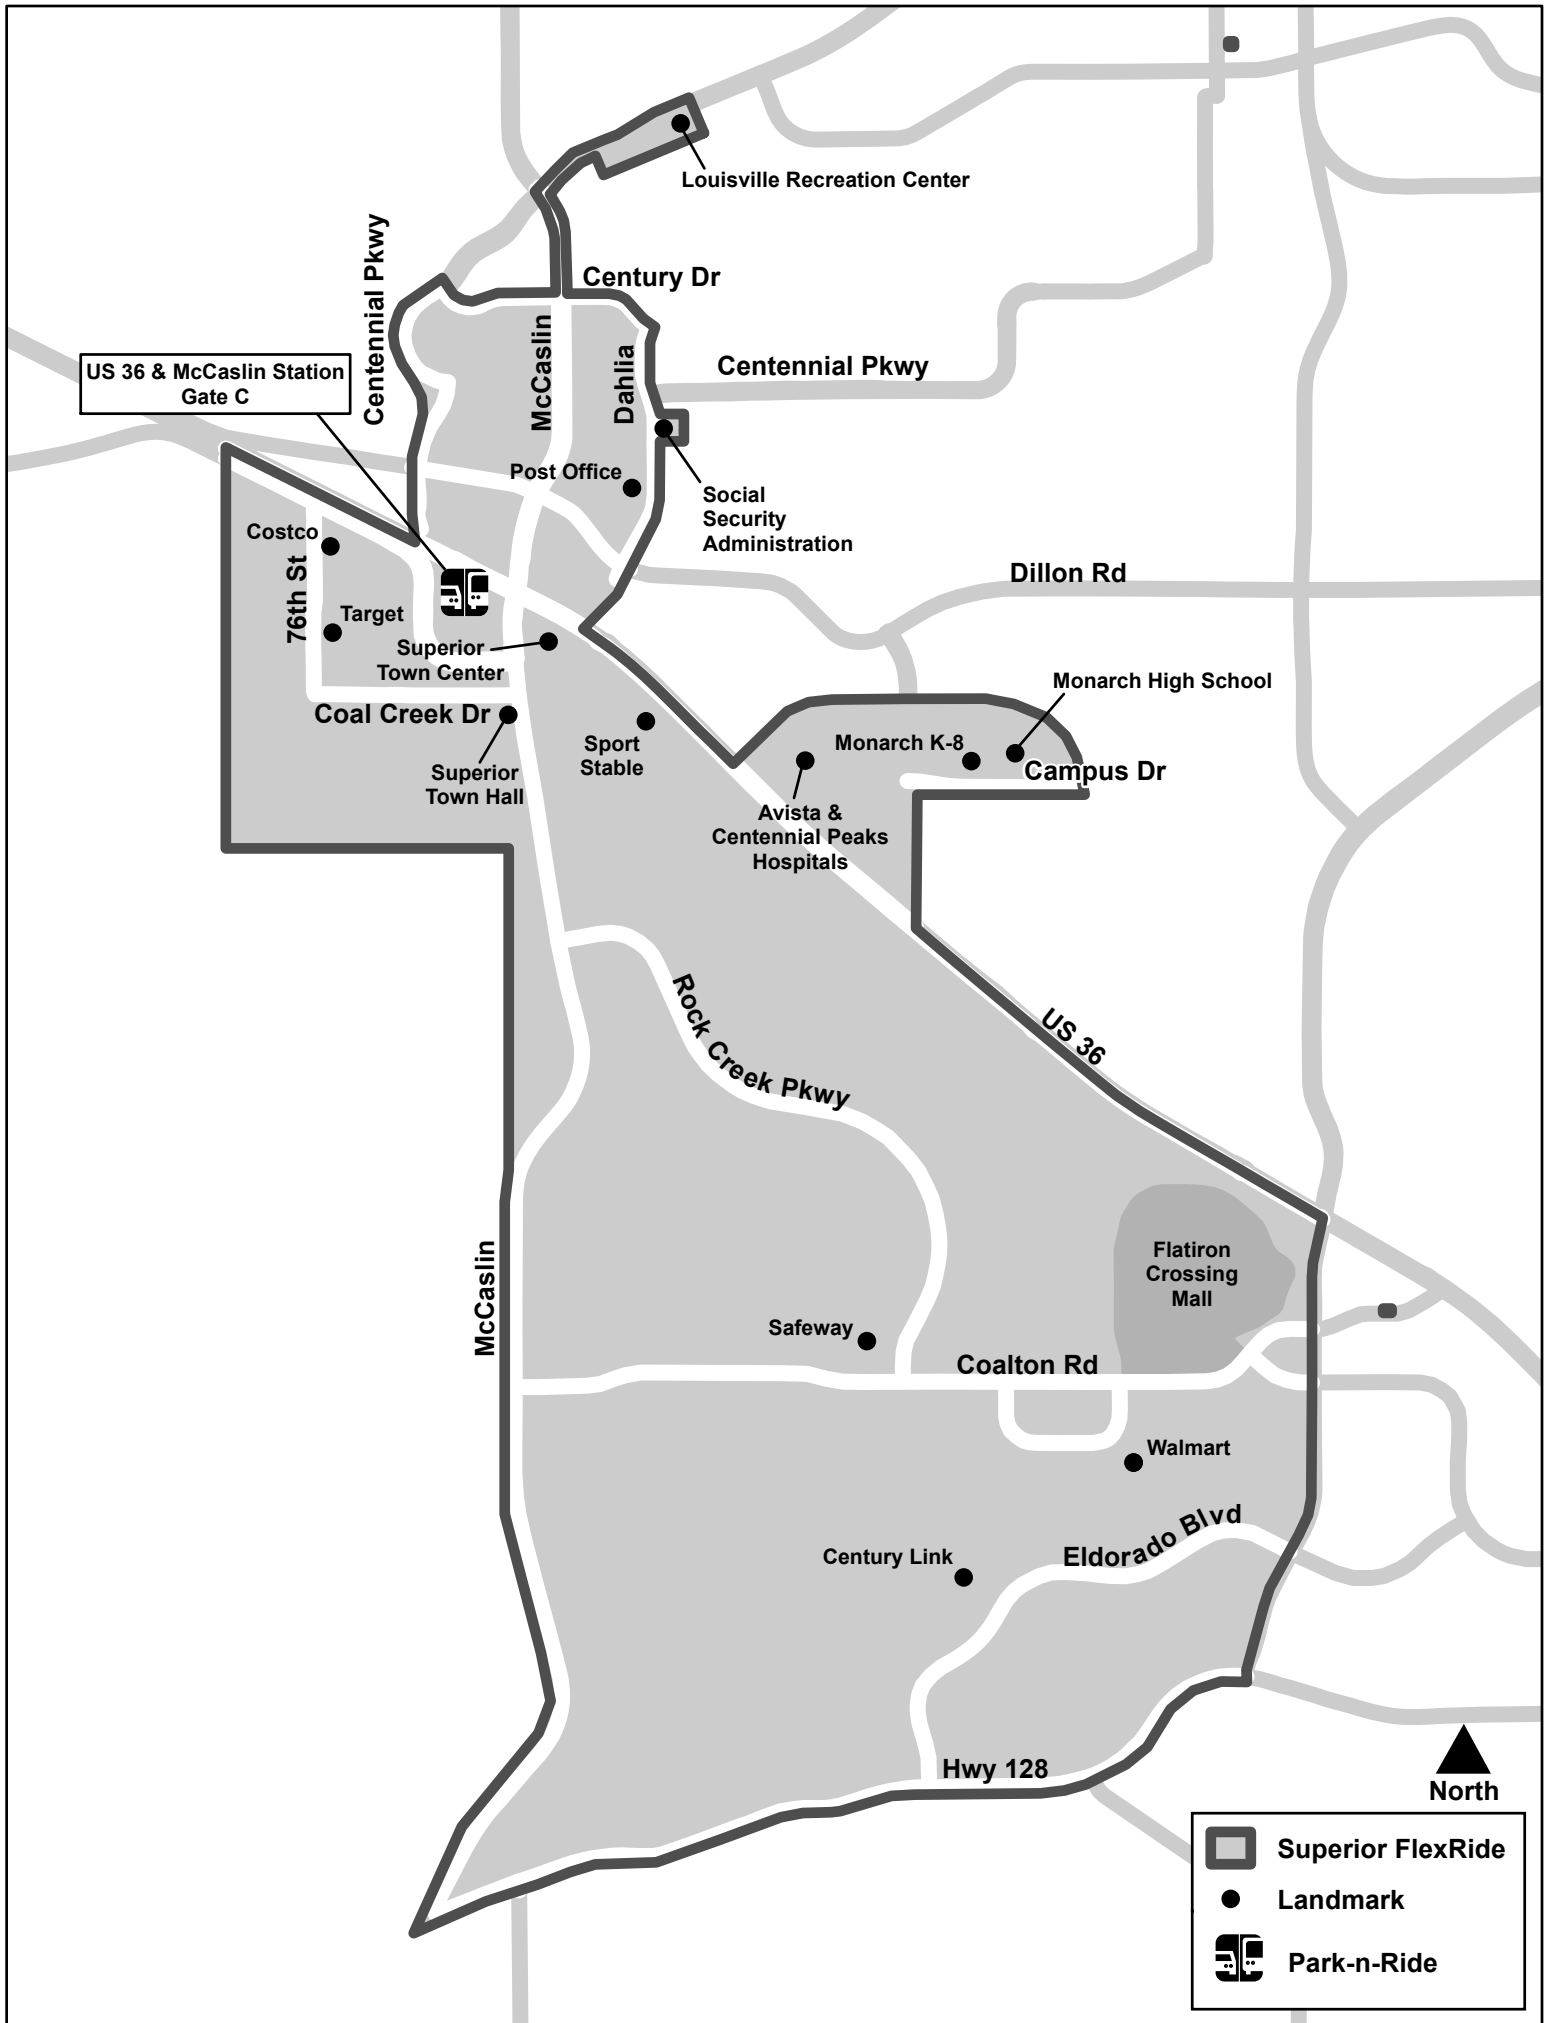 Louisville Recreation Center
Centennial Pkwy
Century Dr
McCaslin
Dahlia
Centennial Pkwy
US 36 & McCaslin Station
Gate C
Post Office
Social
Security
Administration
Costco
76th St
Target
Dillon Rd
Superior
Town Center
Monarch High School
Coal Creek Dr
Sport
Stable
Monarch K-8
Campus Dr
Superior
Town Hall
Avista &
Centennial Peaks
Hospitals
Rock Creek Pkwy
US 36
McCaslin
Flatiron
Crossing
Mall
Safeway
Coalton Rd
Walmart
Eldorado Blvd
Century Link
Hwy 128
North
Superior FlexRide
Landmark
Park-n-Ride